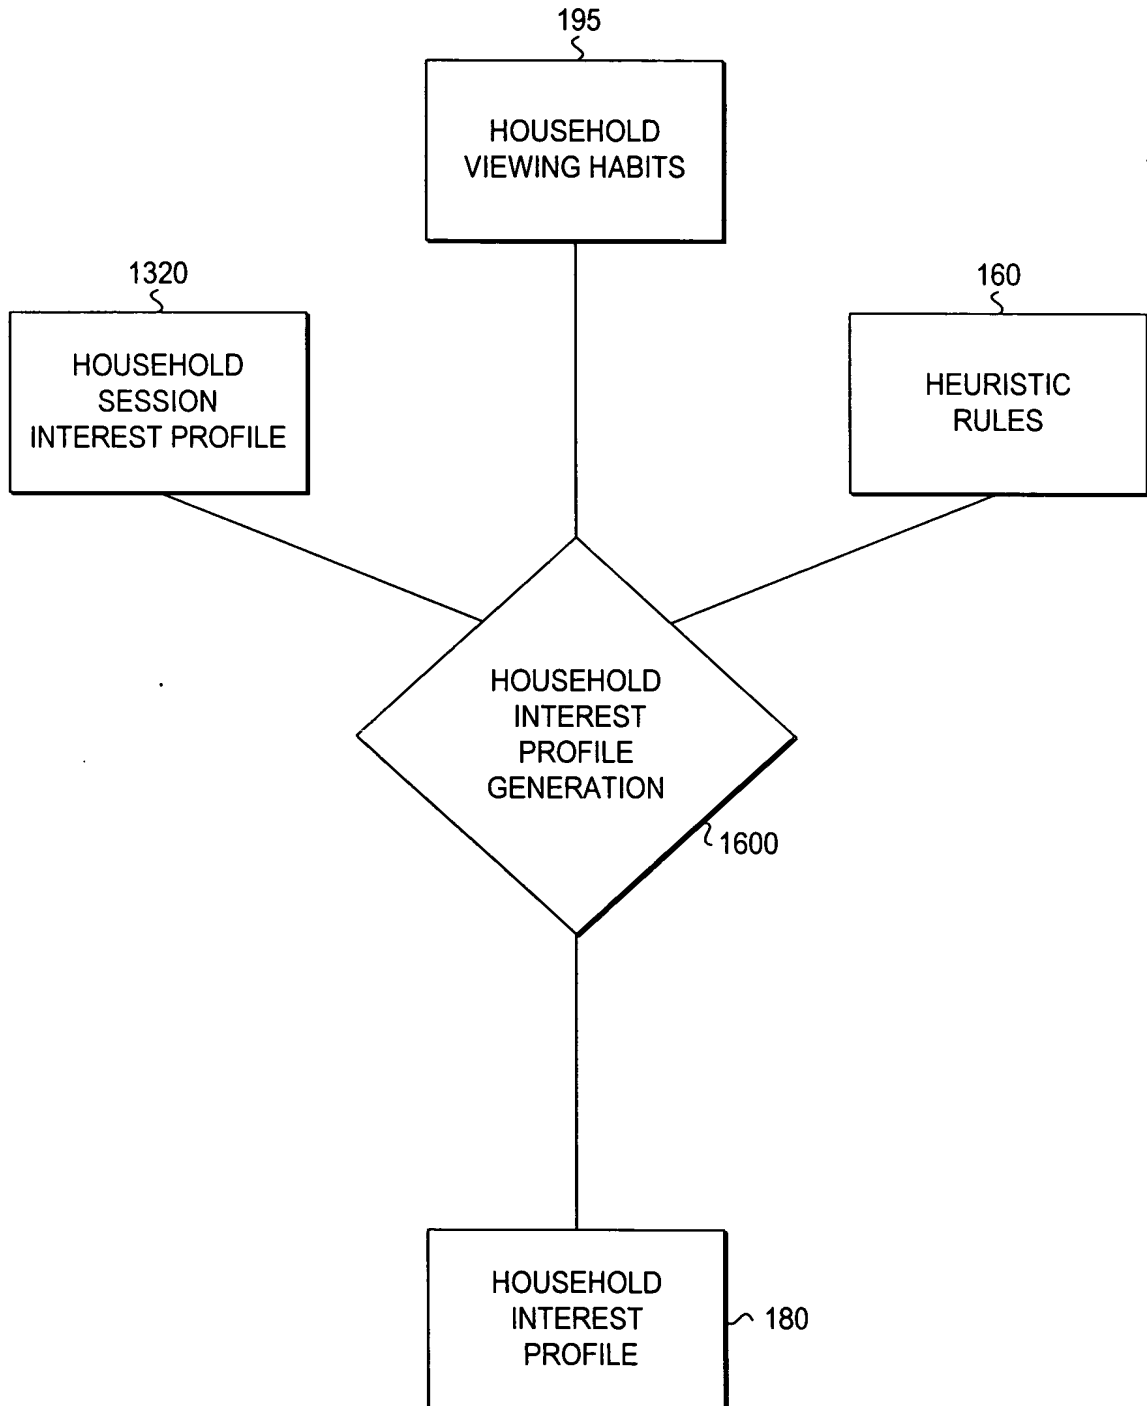 195
HOUSEHOLD
VIEWING HABITS
1320
HOUSEHOLD
SESSION
INTEREST PROFILE
160
HEURISTIC
RULES
HOUSEHOLD
INTEREST
PROFILE
GENERATION
1600
HOUSEHOLD
INTEREST
PROFILE
180